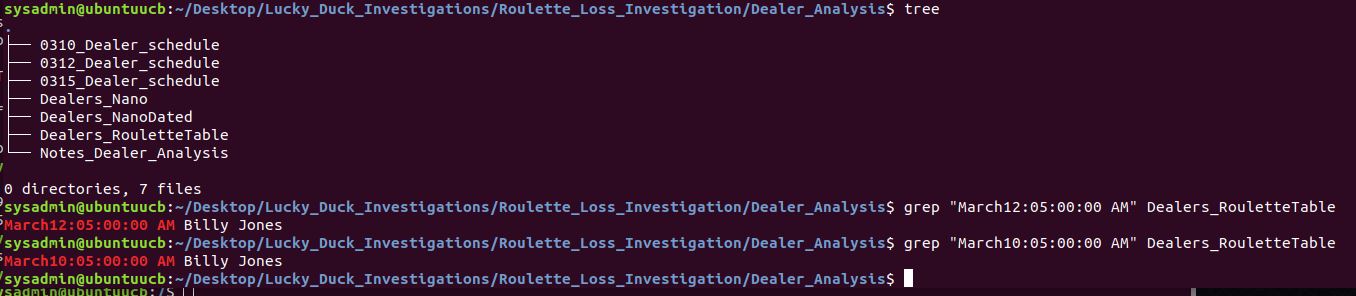 sysadmin@ubuntuucb:~/Desktop/Lucky_Duck_Investigations/Roulette_Loss_Investigation/Dealer_Analysis$ tree
.
├── 0310_Dealer_schedule
├── 0312_Dealer_schedule
├── 0315_Dealer_schedule
├── Dealers_Nano
├── Dealers_NanoDated
├── Dealers_RouletteTable
└── Notes_Dealer_Analysis
0 directories, 7 files
sysadmin@ubuntuucb:~/Desktop/Lucky_Duck_Investigations/Roulette_Loss_Investigation/Dealer_Analysis$ grep "March12:05:00:00 AM" Dealers_RouletteTable
March12:05:00:00 AM Billy Jones
sysadmin@ubuntuucb:~/Desktop/Lucky_Duck_Investigations/Roulette_Loss_Investigation/Dealer_Analysis$ grep "March10:05:00:00 AM" Dealers_RouletteTable
March10:05:00:00 AM Billy Jones
sysadmin@ubuntuucb:~/Desktop/Lucky_Duck_Investigations/Roulette_Loss_Investigation/Dealer_Analysis$
sysadmin@ubuntuucb:/$